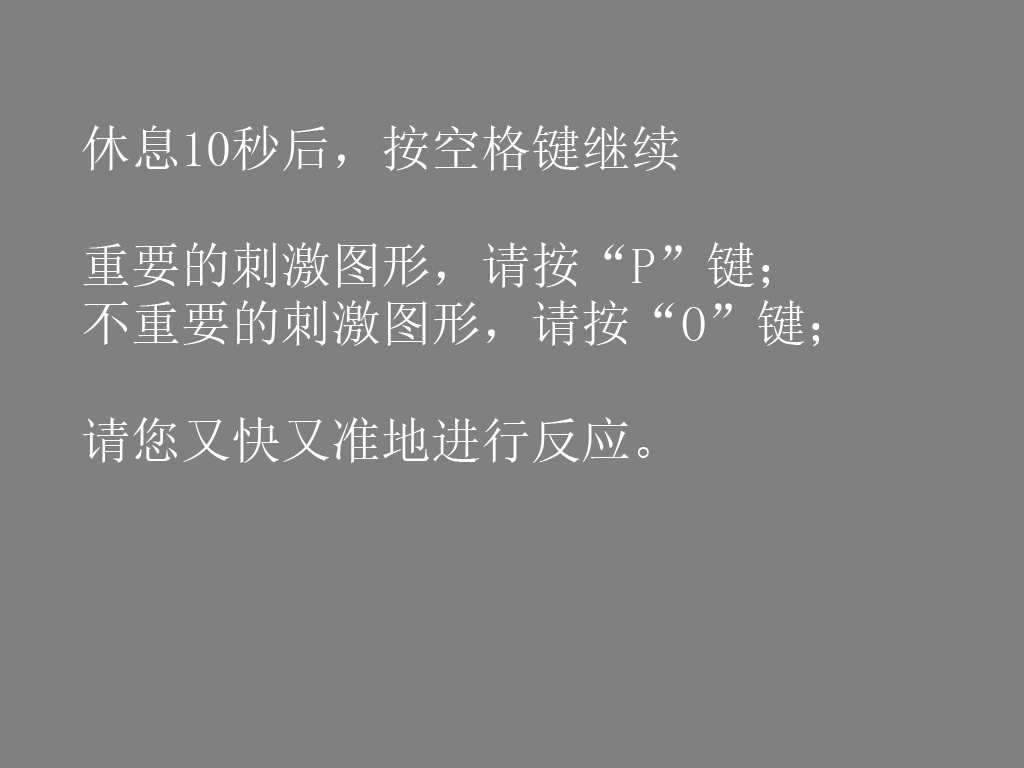 休息10秒后，按空格键继续
重要的刺激图形，请按“P”键；
不重要的刺激图形，请按“O”键；
请您又快又准地进行反应。